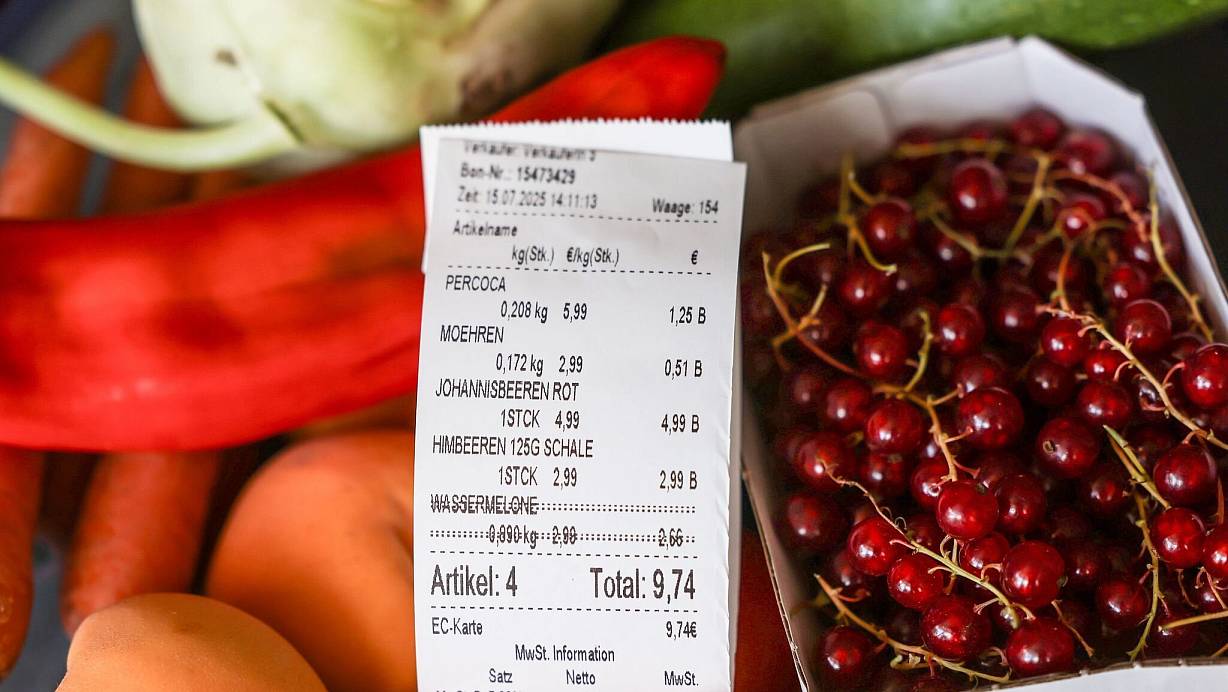 Verkäufer: Verkäuferin 3
Bon-Nr.: 15473429
Zeit: 15.07.2025 14:11:13 Waage: 154
Artikelname
kg(Stk.) €/kg(Stk.) €
PERCOCA
0,208 kg 5,99 1,25 B
MOEHREN
0,172 kg 2,99 0,51 B
JOHANNISBEEREN ROT
1STCK 4,99 4,99 B
HIMBEEREN 125G SCHALE
1STCK 2,99 2,99 B
WASSERMELONE
0,890 kg 2,99 2,66
Artikel: 4 Total: 9,74
EC-Karte 9,74€
MwSt. Information
Satz Netto MwSt.